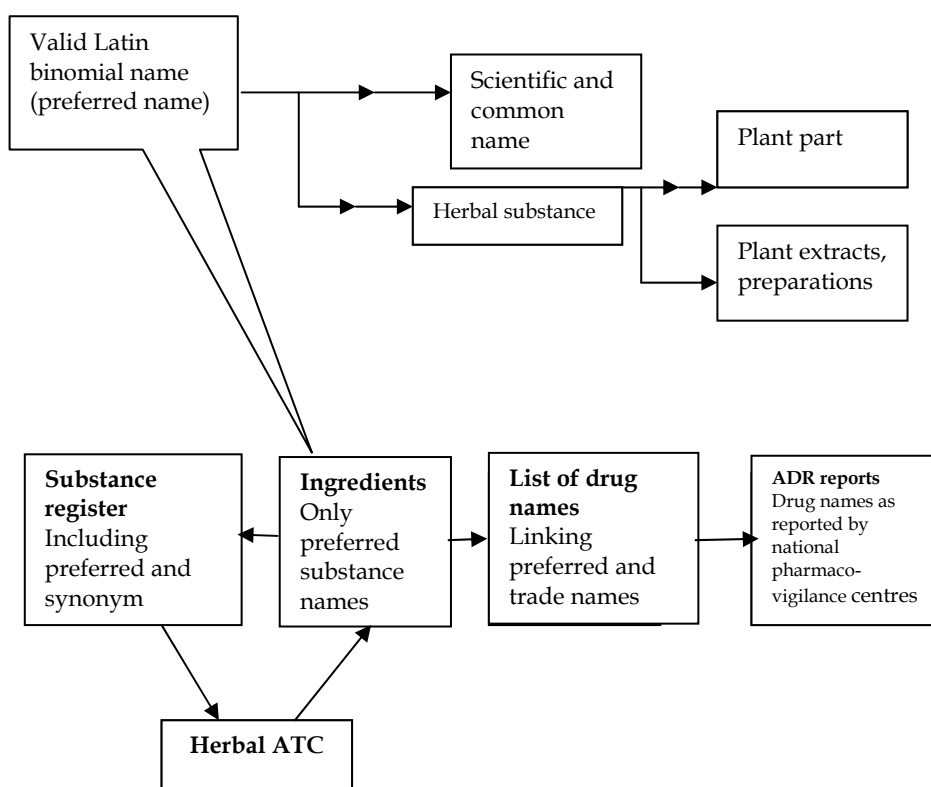 Valid Latin
binomial name
(preferred name)
Scientific and
common
name
Plant part
Herbal substance
Plant extracts,
preparations
Substance
register
Including
preferred and
synonym
Ingredients
Only
preferred
substance
names
List of drug
names
Linking
preferred and
trade names
ADR reports
Drug names as
reported by
national
pharmaco-
vigilance centres
Herbal ATC